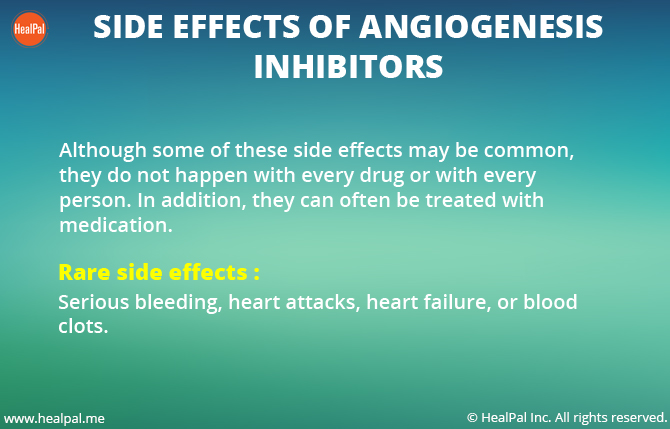 HealPal
SIDE EFFECTS OF ANGIOGENESIS
INHIBITORS
Although some of these side effects may be common,
they do not happen with every drug or with every
person. In addition, they can often be treated with
medication.
Rare side effects :
Serious bleeding, heart attacks, heart failure, or blood
clots.
www.healpal.me
© HealPal Inc. All rights reserved.